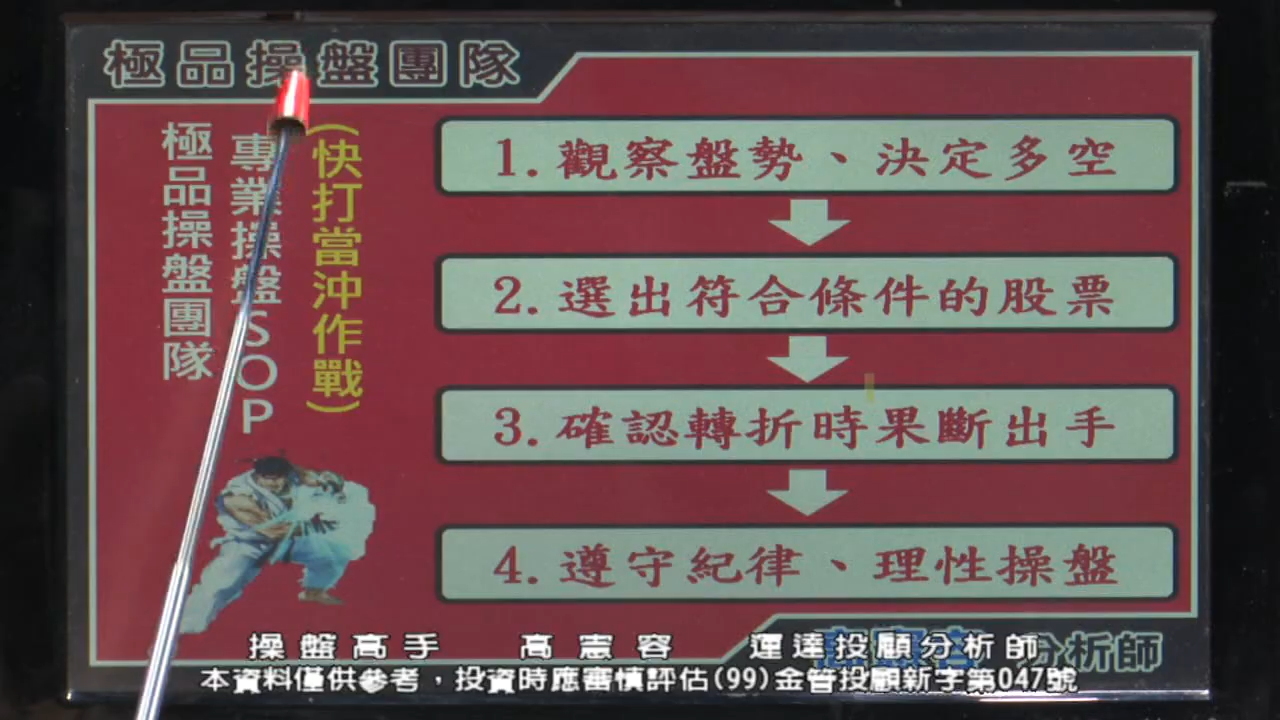 極品操盤團隊
(快打當沖作戰)
專業操盤SOP
極品操盤團隊
1.觀察盤勢、決定多空
2.選出符合條件的股票
3.確認轉折時果斷出手
4.遵守紀律、理性操盤
高憲容 分析師
操盤高手 高憲容 運達投顧分析師
本資料僅供參考，投資時應審慎評估(99)金管投顧新字第047號